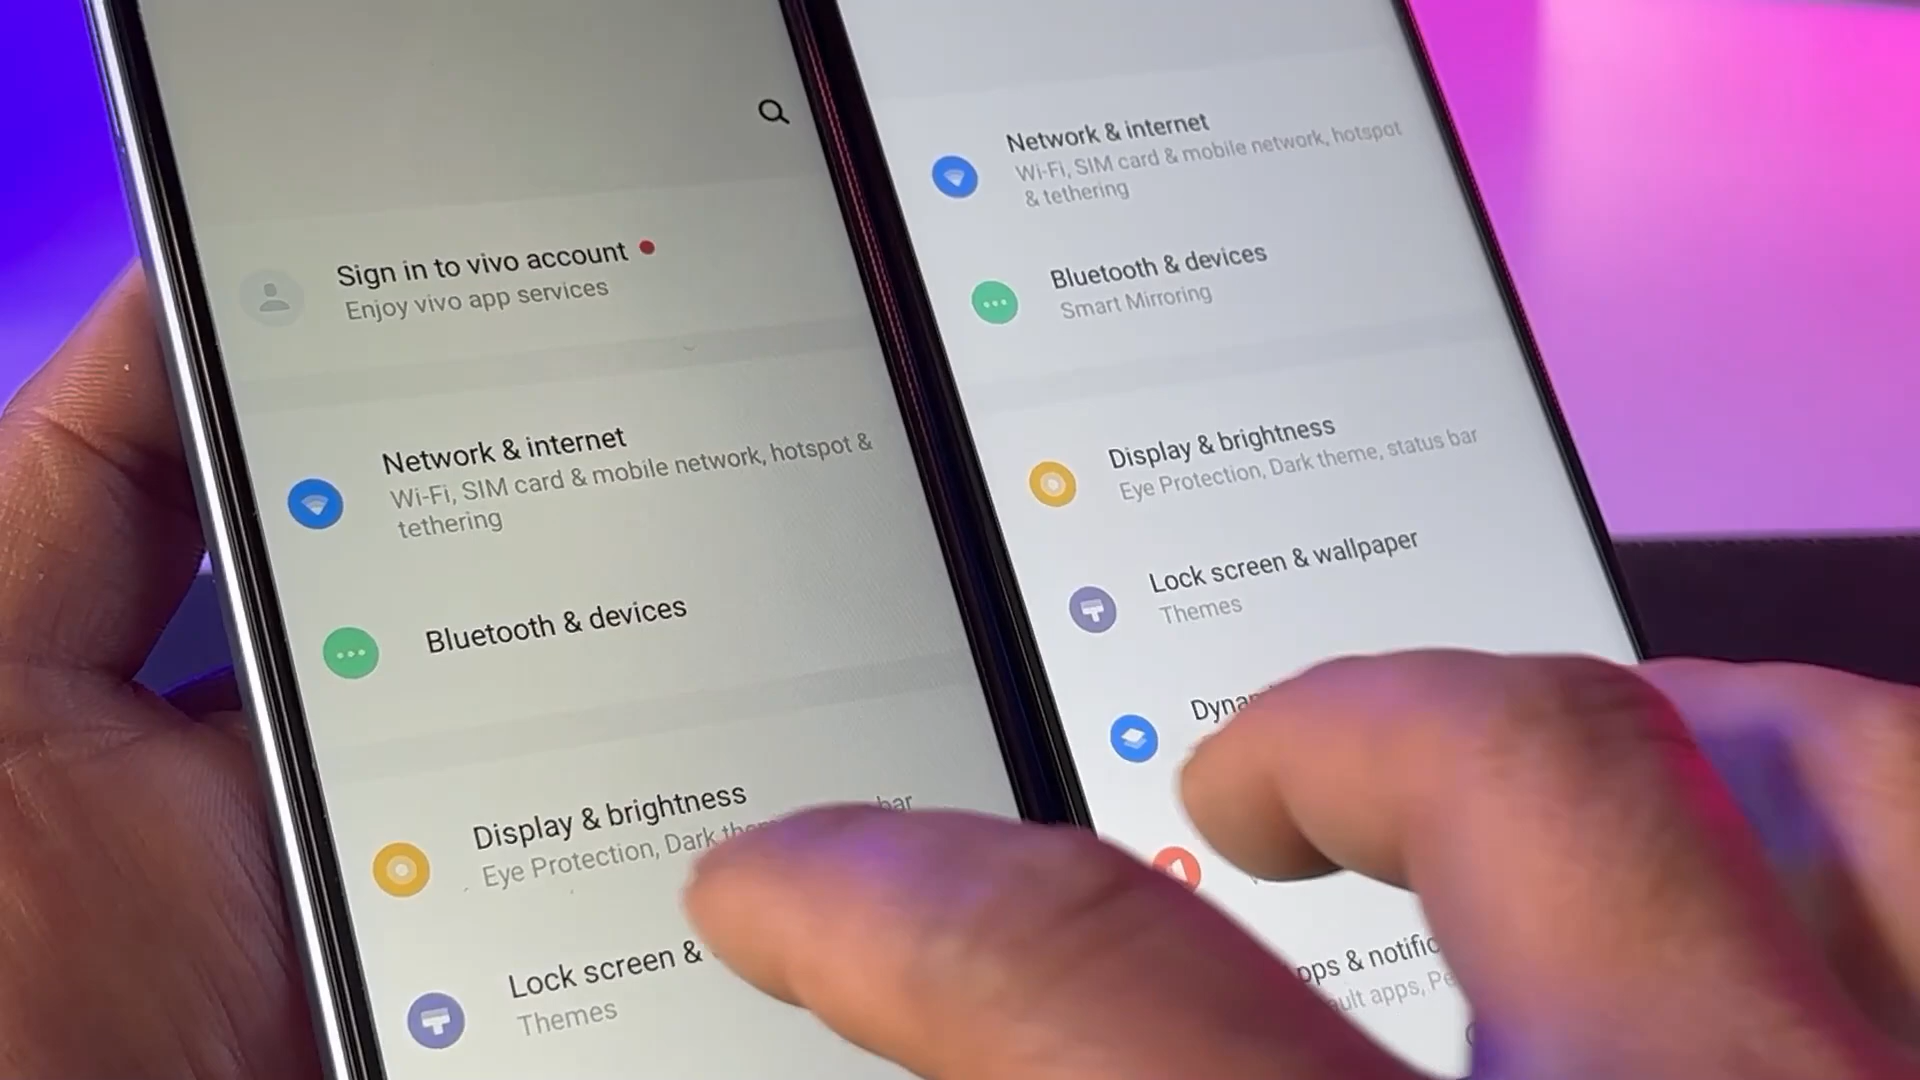 Sign in to vivo account
Enjoy vivo app services
Network & internet
Wi-Fi, SIM card & mobile network, hotspot &
tethering
Bluetooth & devices
Display & brightness
Eye Protection, Dark bar
Lock screen &
Themes
Network & internet
Wi-Fi, SIM card & mobile network, hotspot
& tethering
Bluetooth & devices
Smart Mirroring
Display & brightness
Eye Protection, Dark theme, status bar
Lock screen & wallpaper
Themes
& 
apps,